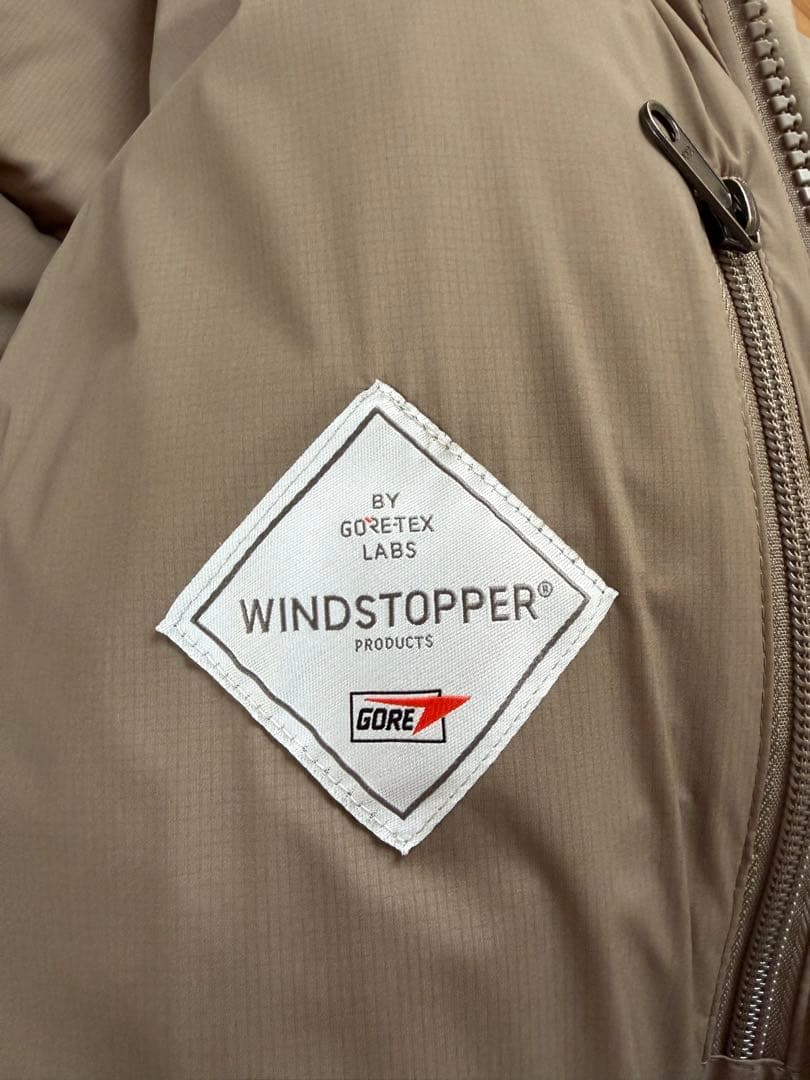 BY
GORE-TEX
LABS
WINDSTOPPER®
PRODUCTS
GORE